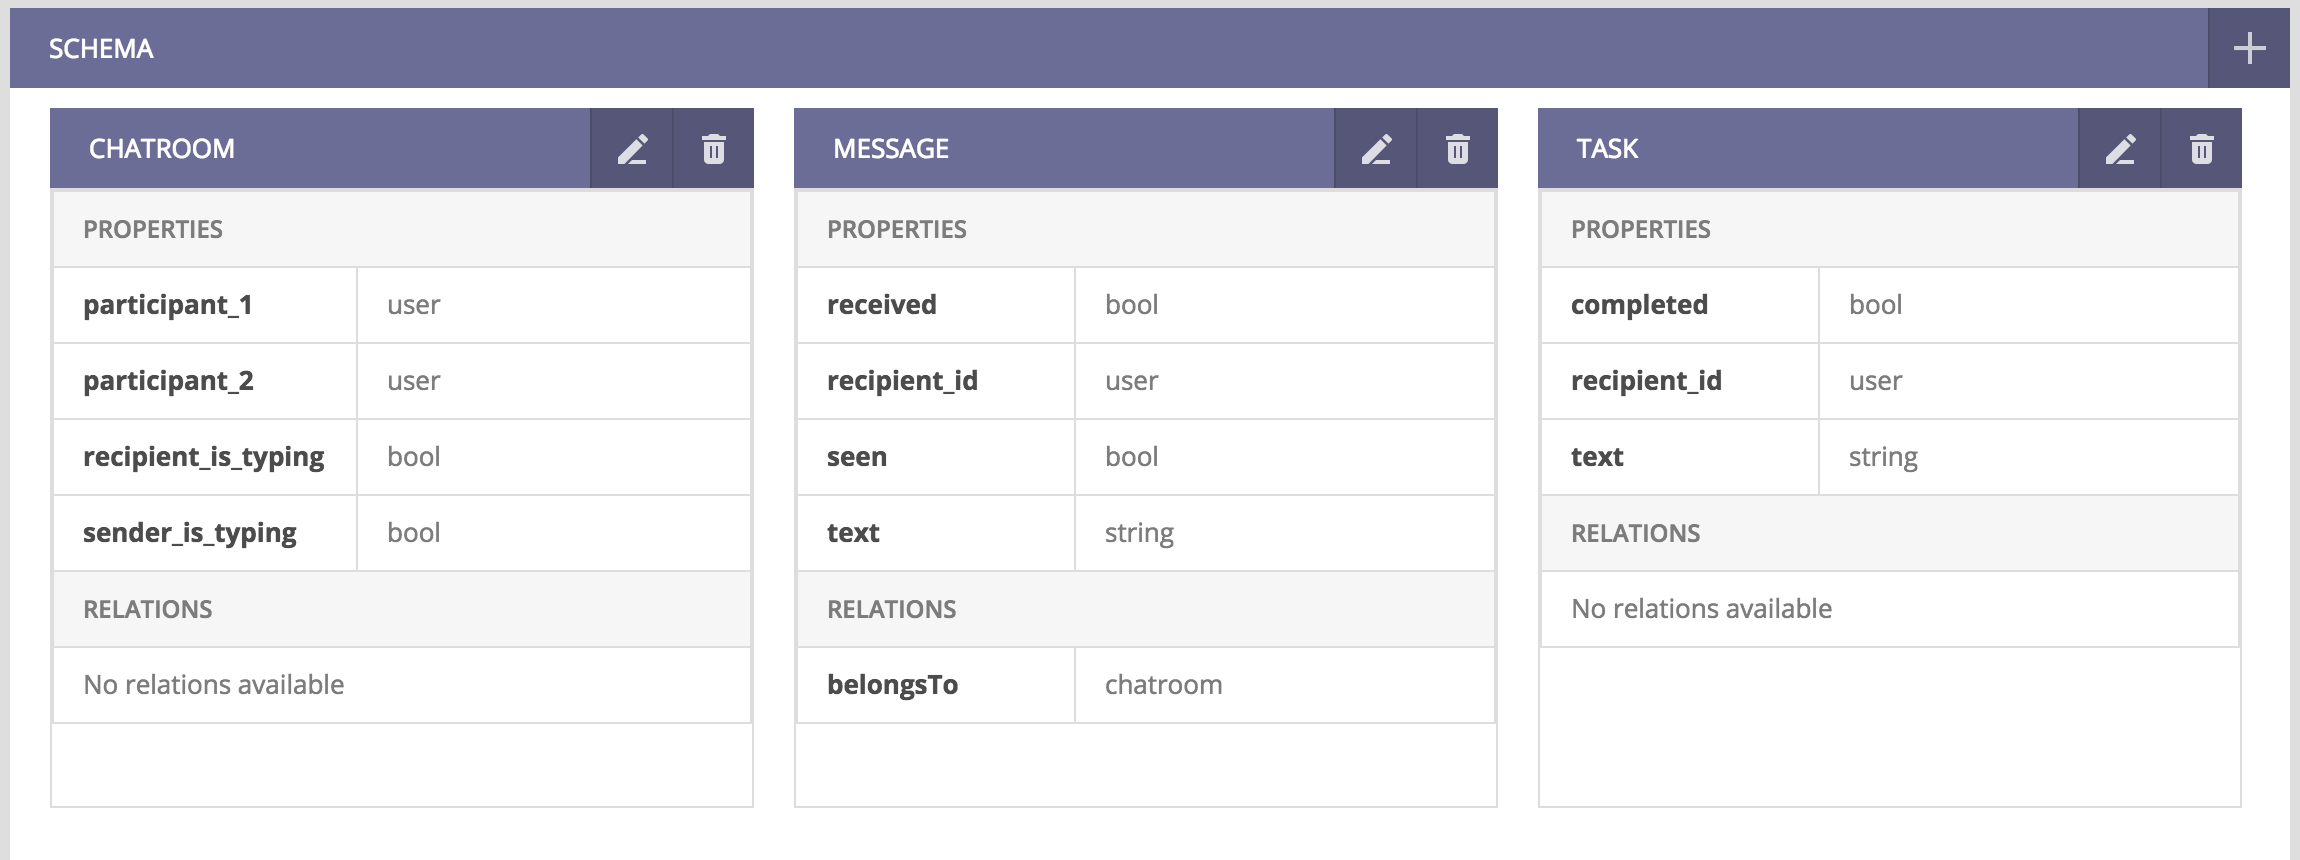 SCHEMA
CHATROOM
PROPERTIES
participant_1 user
participant_2 user
recipient_is_typing bool
sender_is_typing bool
RELATIONS
No relations available
MESSAGE
PROPERTIES
received bool
recipient_id user
seen bool
text string
RELATIONS
belongsTo chatroom
TASK
PROPERTIES
completed bool
recipient_id user
text string
RELATIONS
No relations available